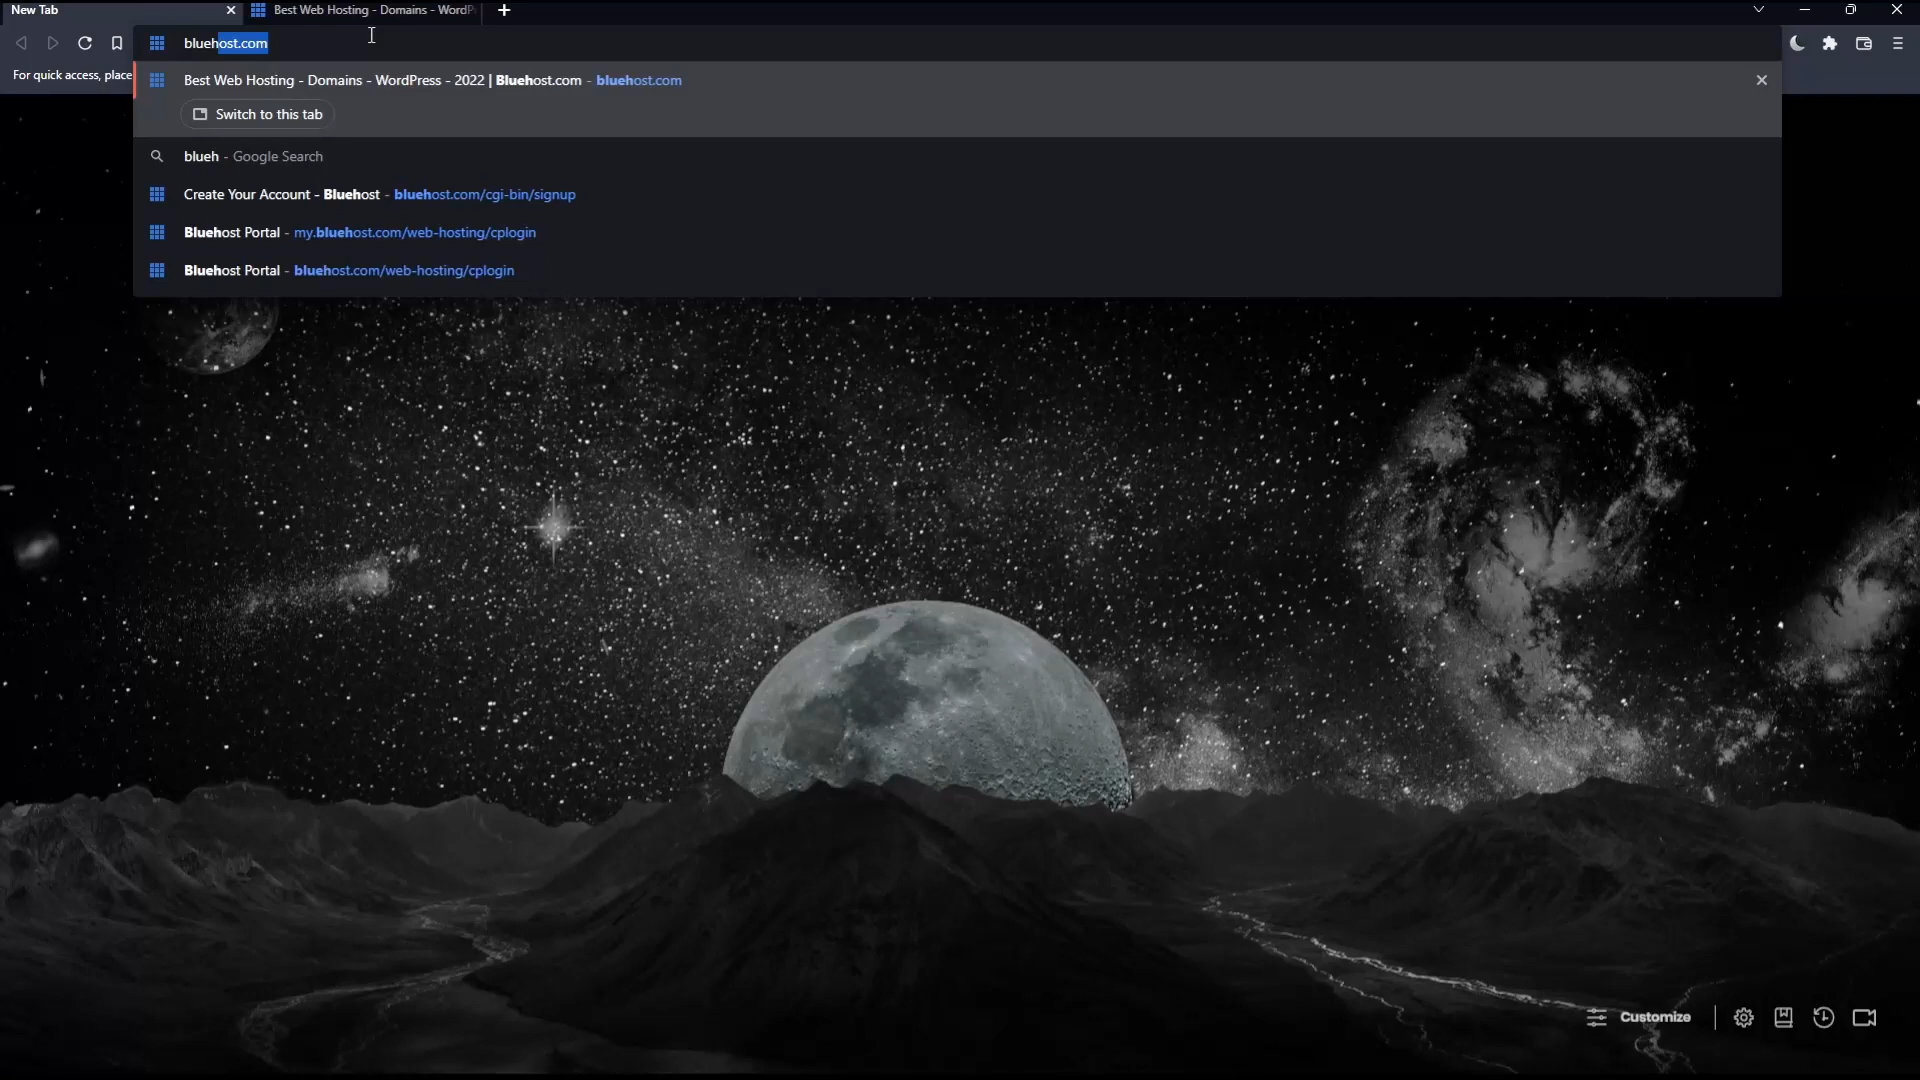 New Tab
Best Web Hosting - Domains - WordP
bluehost.com
For quick access, place
Best Web Hosting - Domains - WordPress - 2022 | Bluehost.com - bluehost.com
Switch to this tab
blueh - Google Search
Create Your Account - Bluehost - bluehost.com/cgi-bin/signup
Bluehost Portal - my.bluehost.com/web-hosting/cplogin
Bluehost Portal - bluehost.com/web-hosting/cplogin
Customize